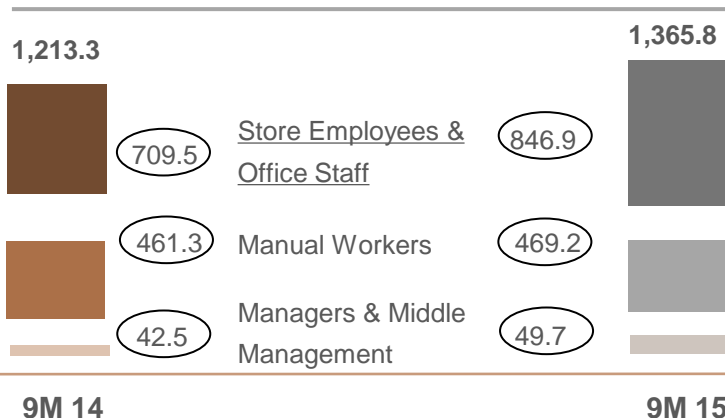 1,213.3
1,365.8
709.5
Store Employees &
Office Staff
846.9
461.3
Manual Workers
469.2
42.5
Managers & Middle
Management
49.7
9M 14
9M 15